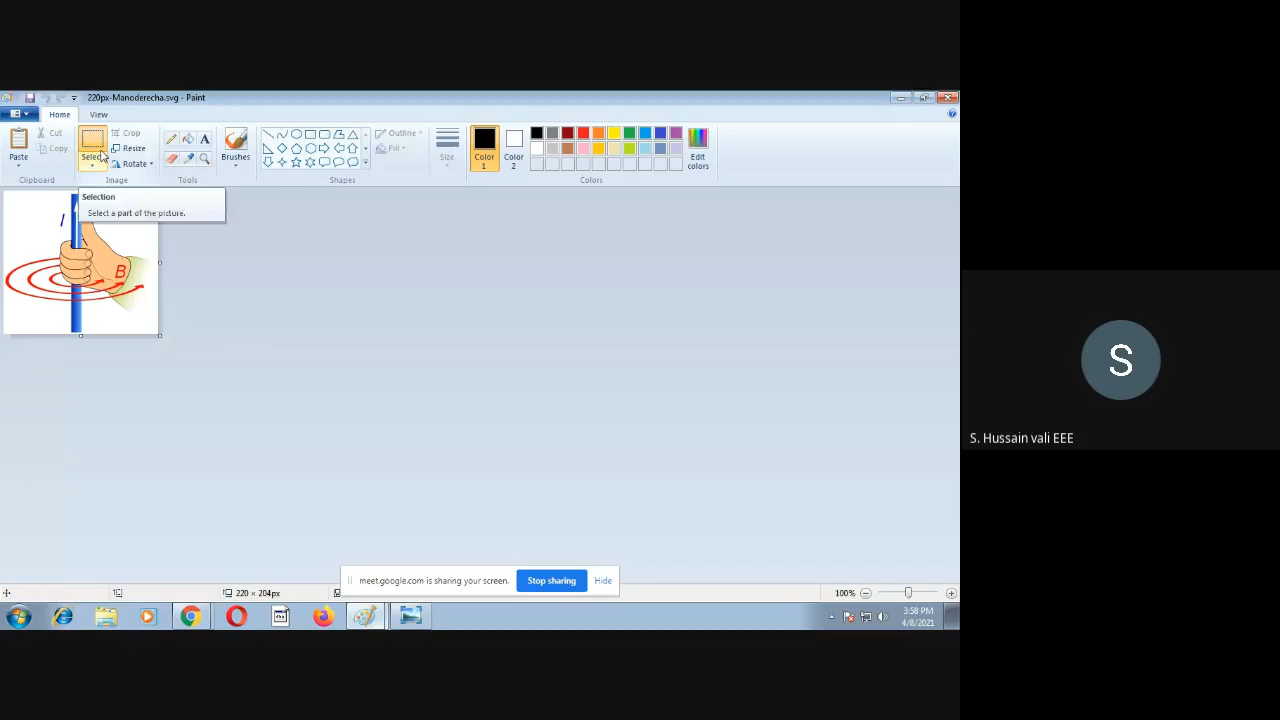 220px-Manoderecha.svg - Paint
Home View
Paste
Cut
Copy
Clipboard
Select
Crop
Resize
Rotate
Image
A
Tools
Brushes
Outline
Fill
Shapes
Size
Color 1
Color 2
Edit colors
Colors
Selection
Select a part of the picture.
I
B
S
S. Hussain vali EEE
meet.google.com is sharing your screen. Stop sharing Hide
220 × 204px
100%
3:58 PM
4/8/2021